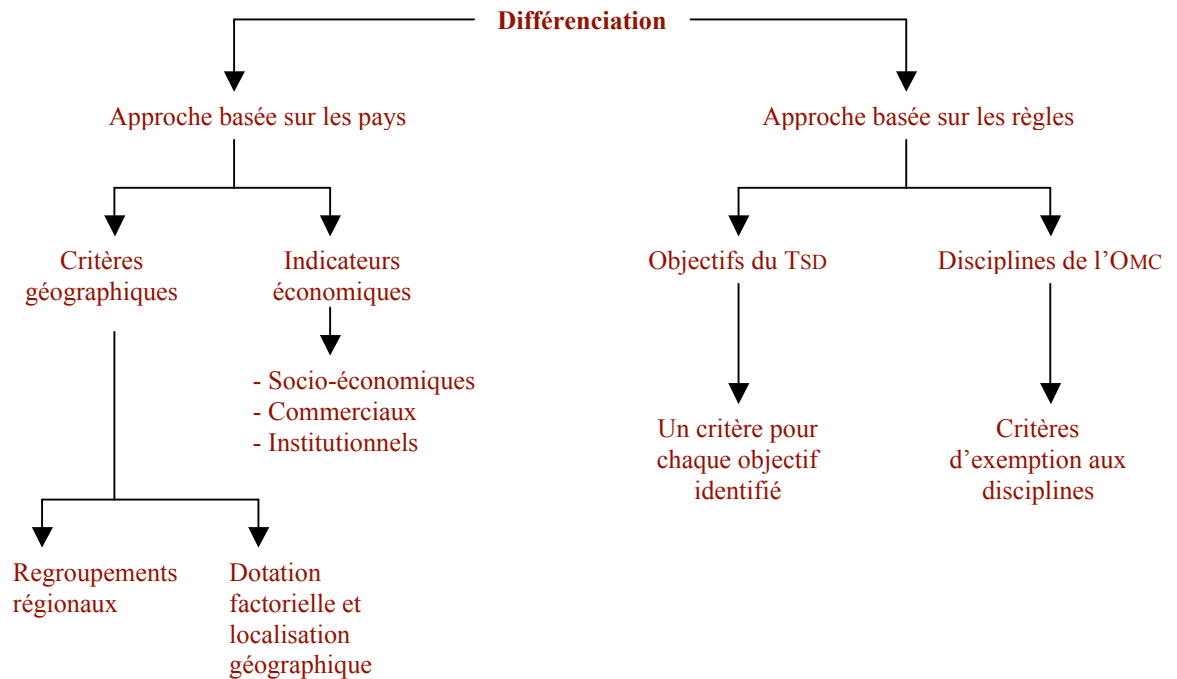 Différenciation
Approche basée sur les pays
Approche basée sur les règles
Critères
géographiques
Indicateurs
économiques
Objectifs du TSD
Disciplines de l’OMC
- Socio-économiques
- Commerciaux
- Institutionnels
Un critère pour
chaque objectif
identifié
Critères
d’exemption aux
disciplines
Regroupements
régionaux
Dotation
factorielle et
localisation
géographique